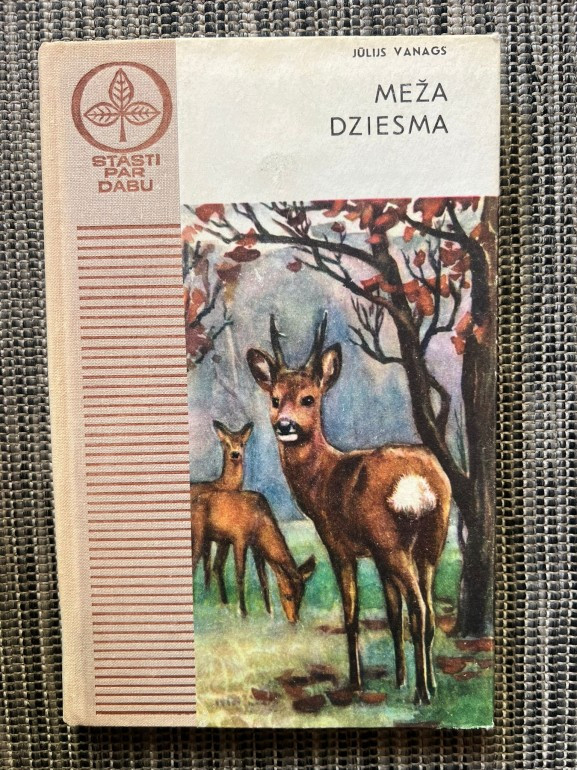 JŪLIJS VANAGS
MEŽA
DZIESMA
STĀSTI
PAR
DABU